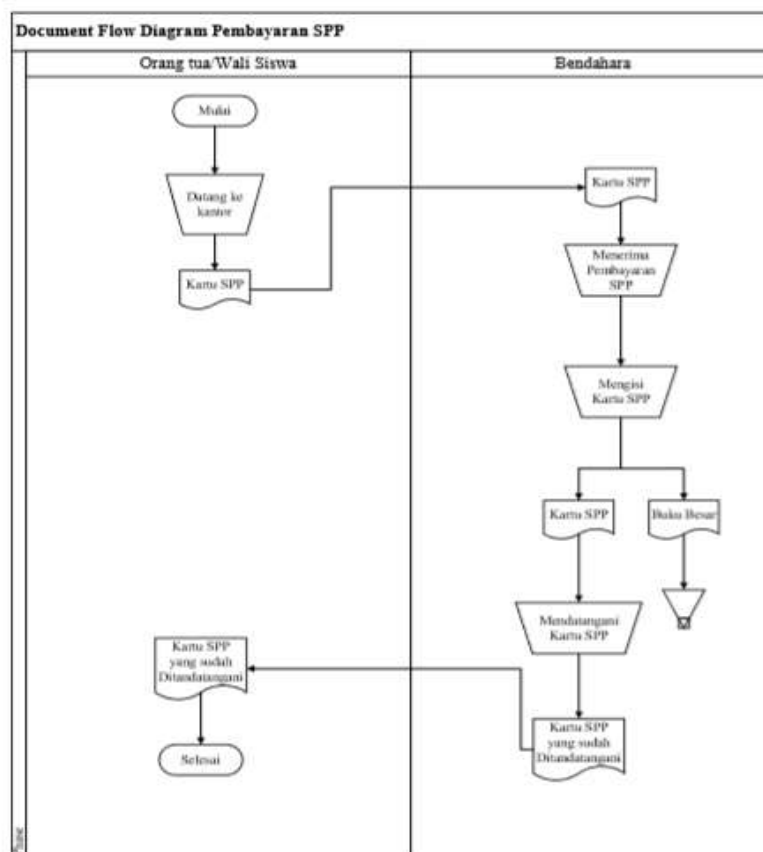 Document Flow Diagram Pembayaran SPP
Orang tua/Wali Siswa
Bendahara
Mulai
Datang ke
kantor
Kartu SPP
Kartu SPP
Menerima
Pembayaran
SPP
Mengisi
Kartu SPP
Kartu SPP
Buku Besar
Mendatangani
Kartu SPP
Kartu SPP
yang sudah
Ditandatangani
Kartu SPP
yang sudah
Ditandatangani
Selesai
Phase